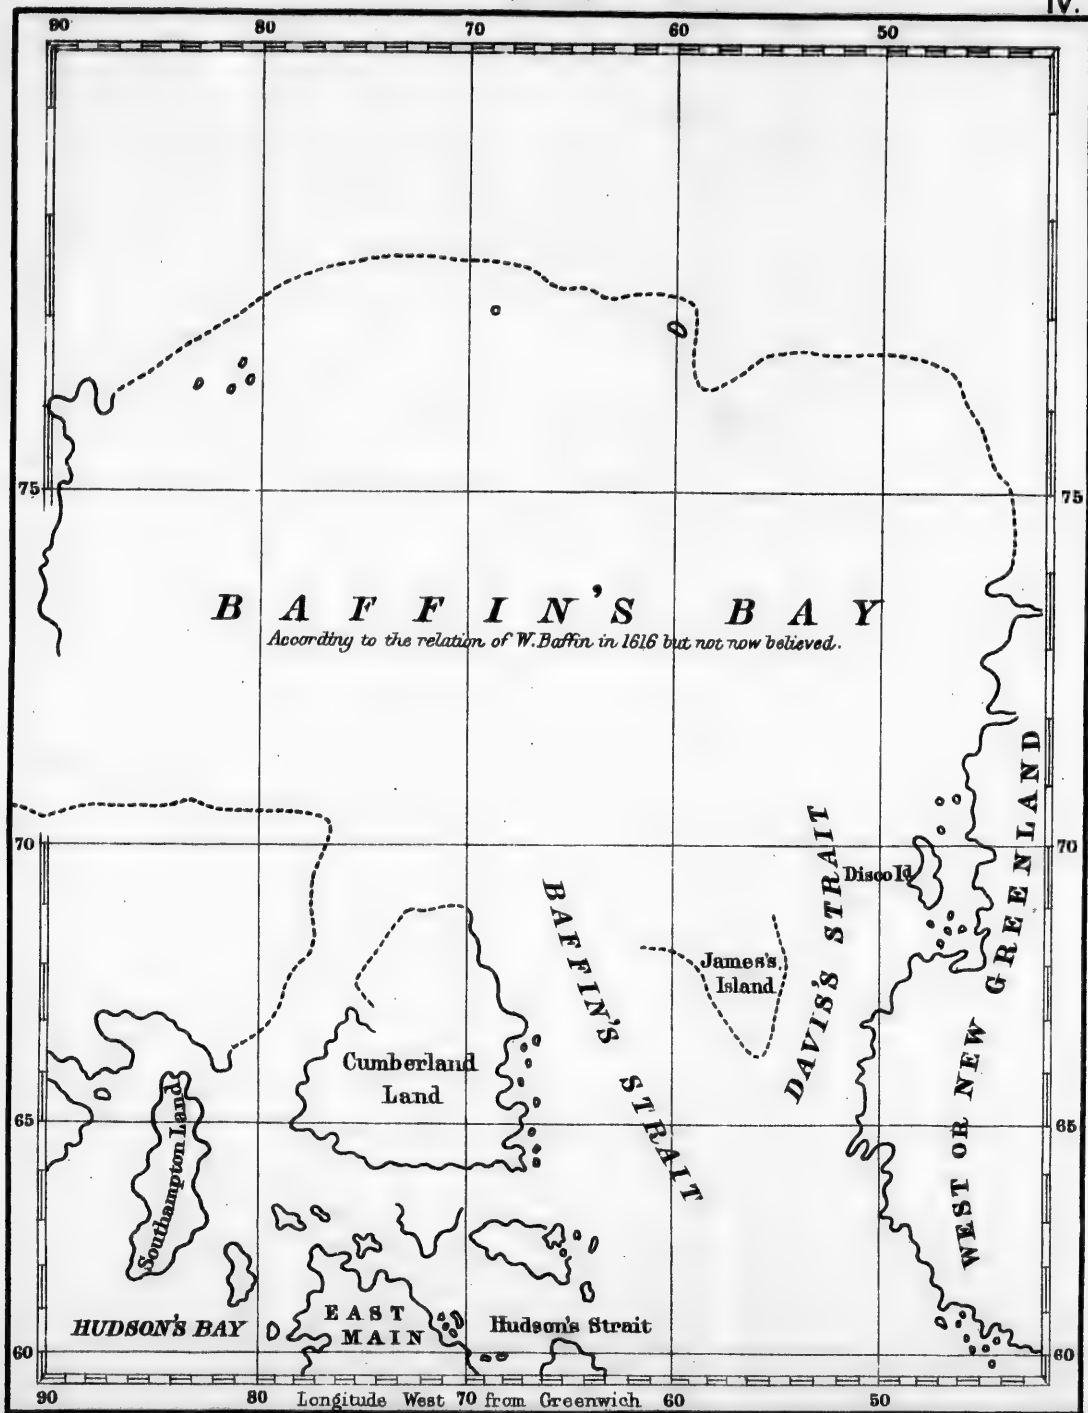 IV.
90 80 70 60 50
75 75
BAFFIN'S BAY
According to the relation of W. Baffin in 1616 but not now believed.
70 70
Disco Id.
BAFFIN'S STRAIT
DAVIS'S STRAIT
WEST OR NEW GREENLAND
James's
Island
Cumberland
Land
65 65
Southampton Land
HUDSON'S BAY
EAST
MAIN
Hudson's Strait
60 60
90 80 70 60 50
Longitude West from Greenwich